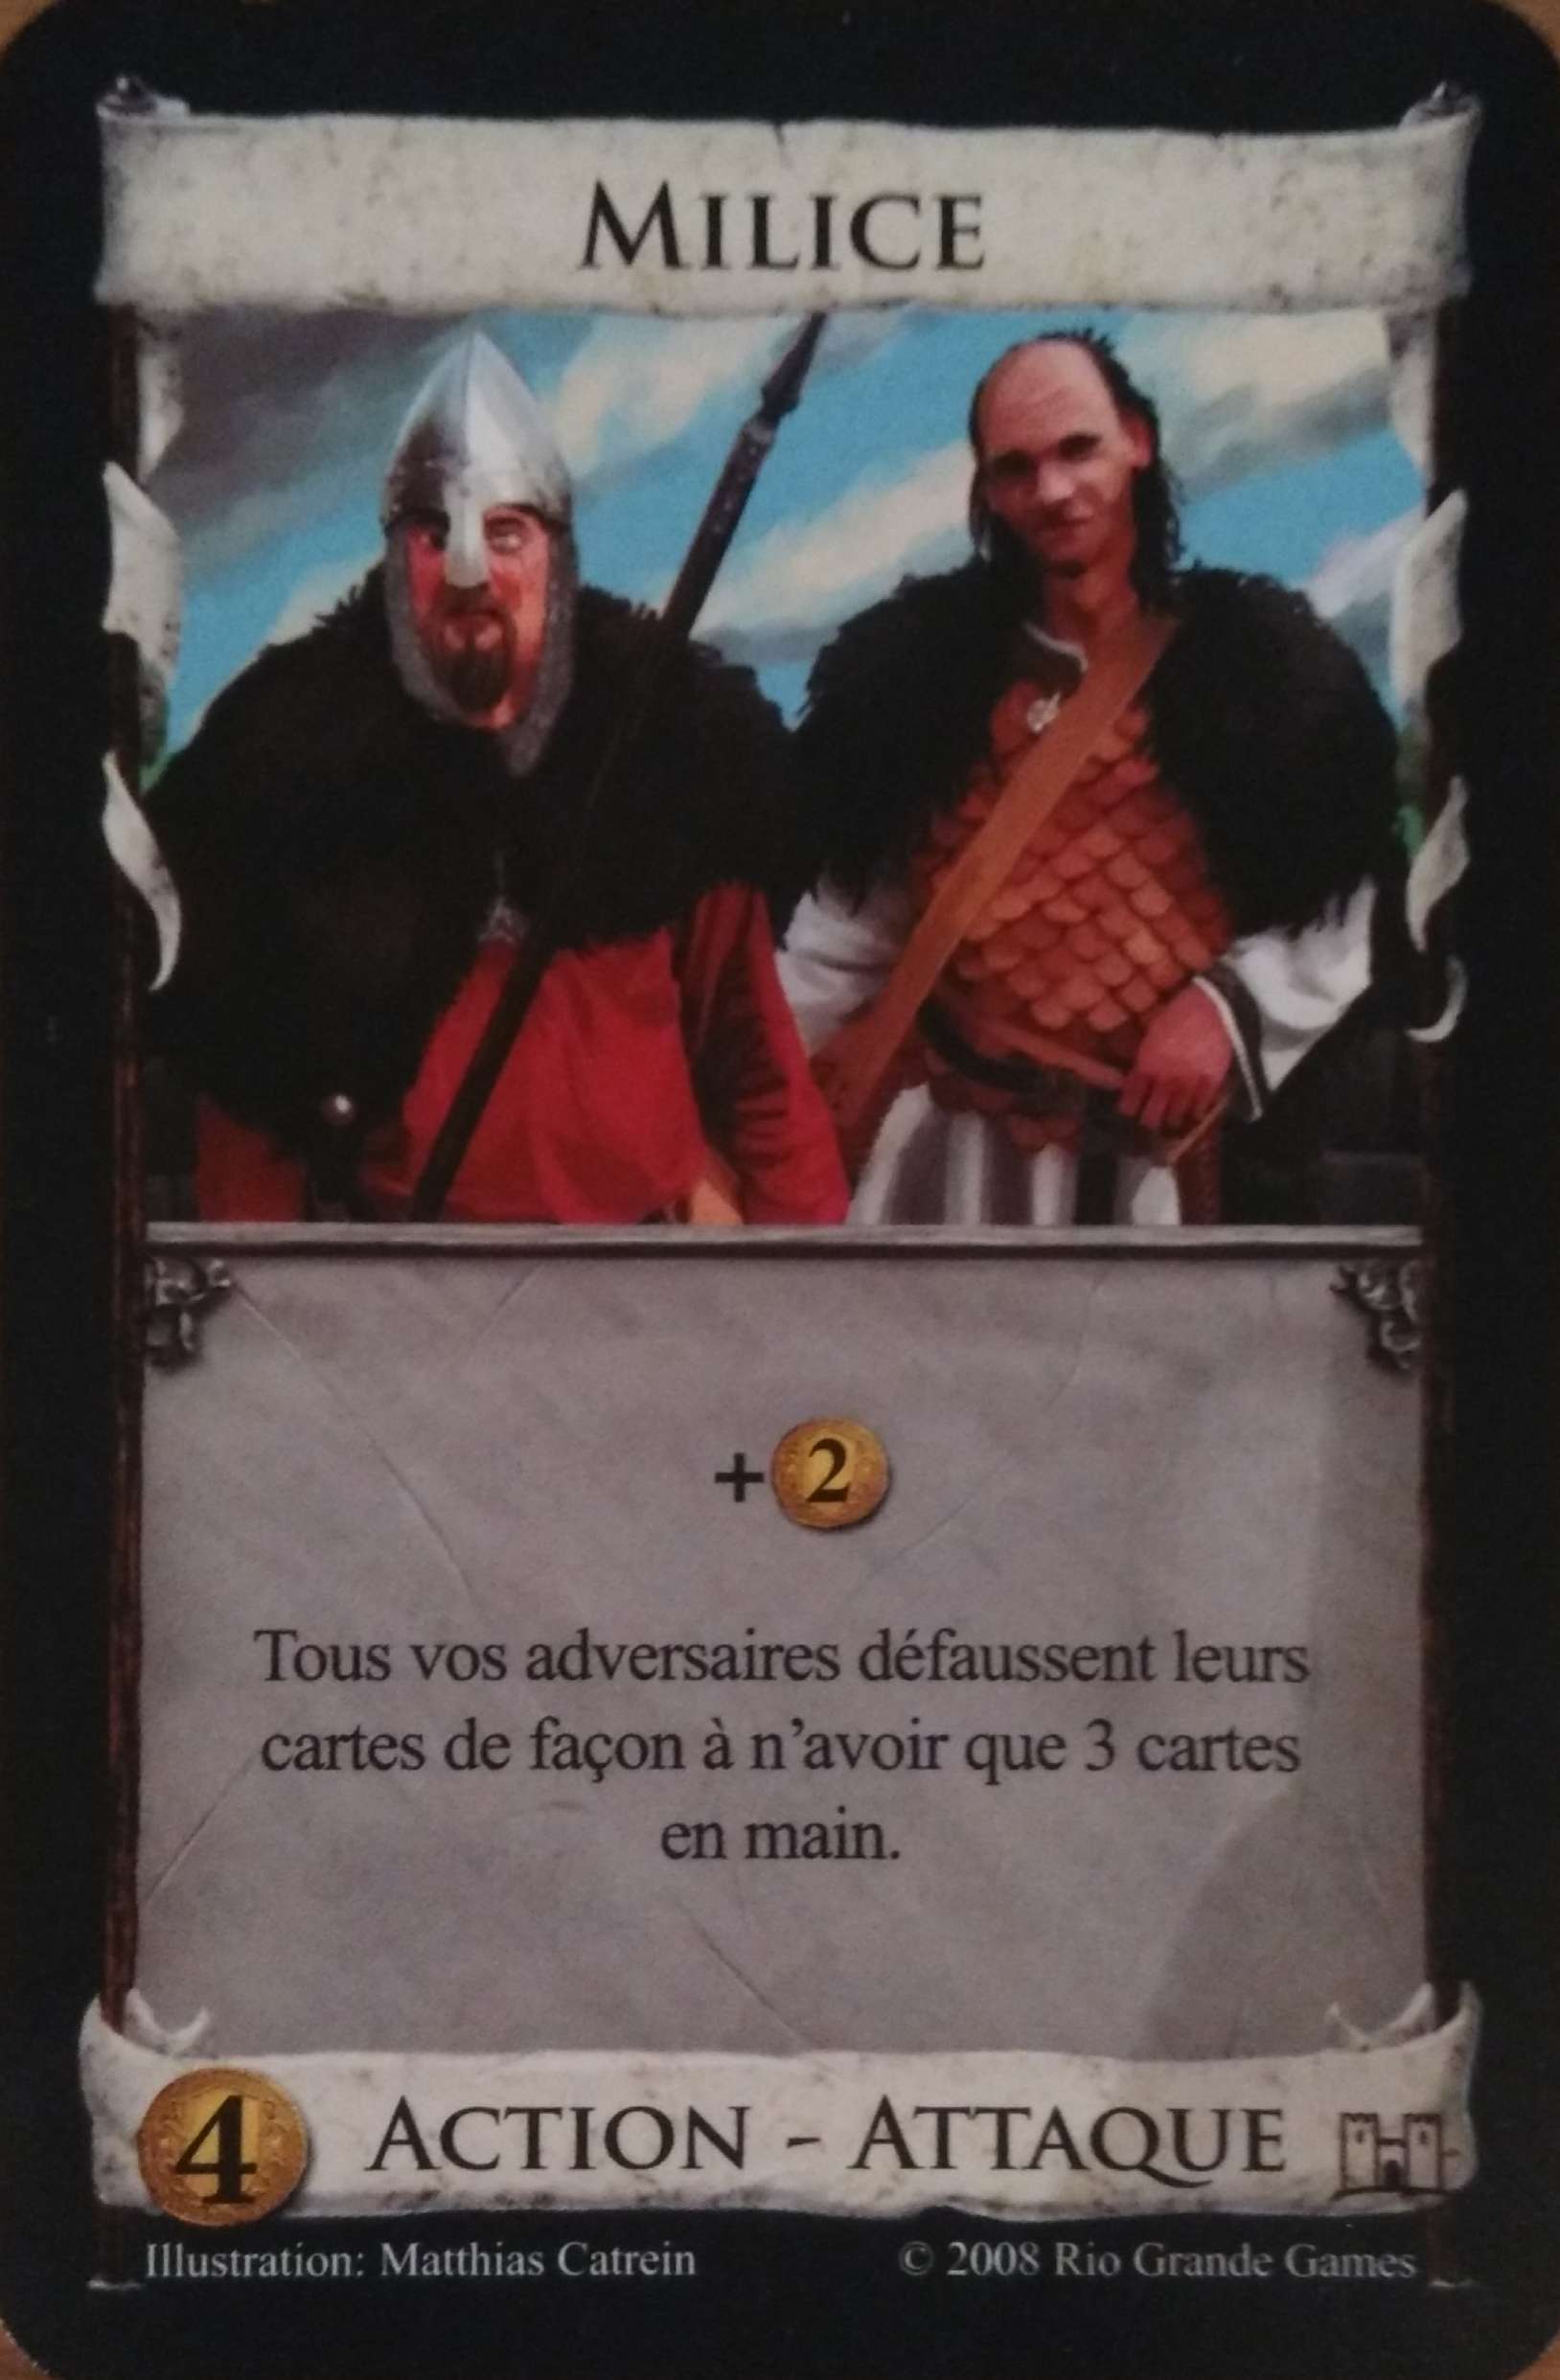 MILICE
+2
Tous vos adversaires défaussent leurs
cartes de façon à n'avoir que 3 cartes
en main.
4 ACTION - ATTAQUE
Illustration: Matthias Catrein © 2008 Rio Grande Games